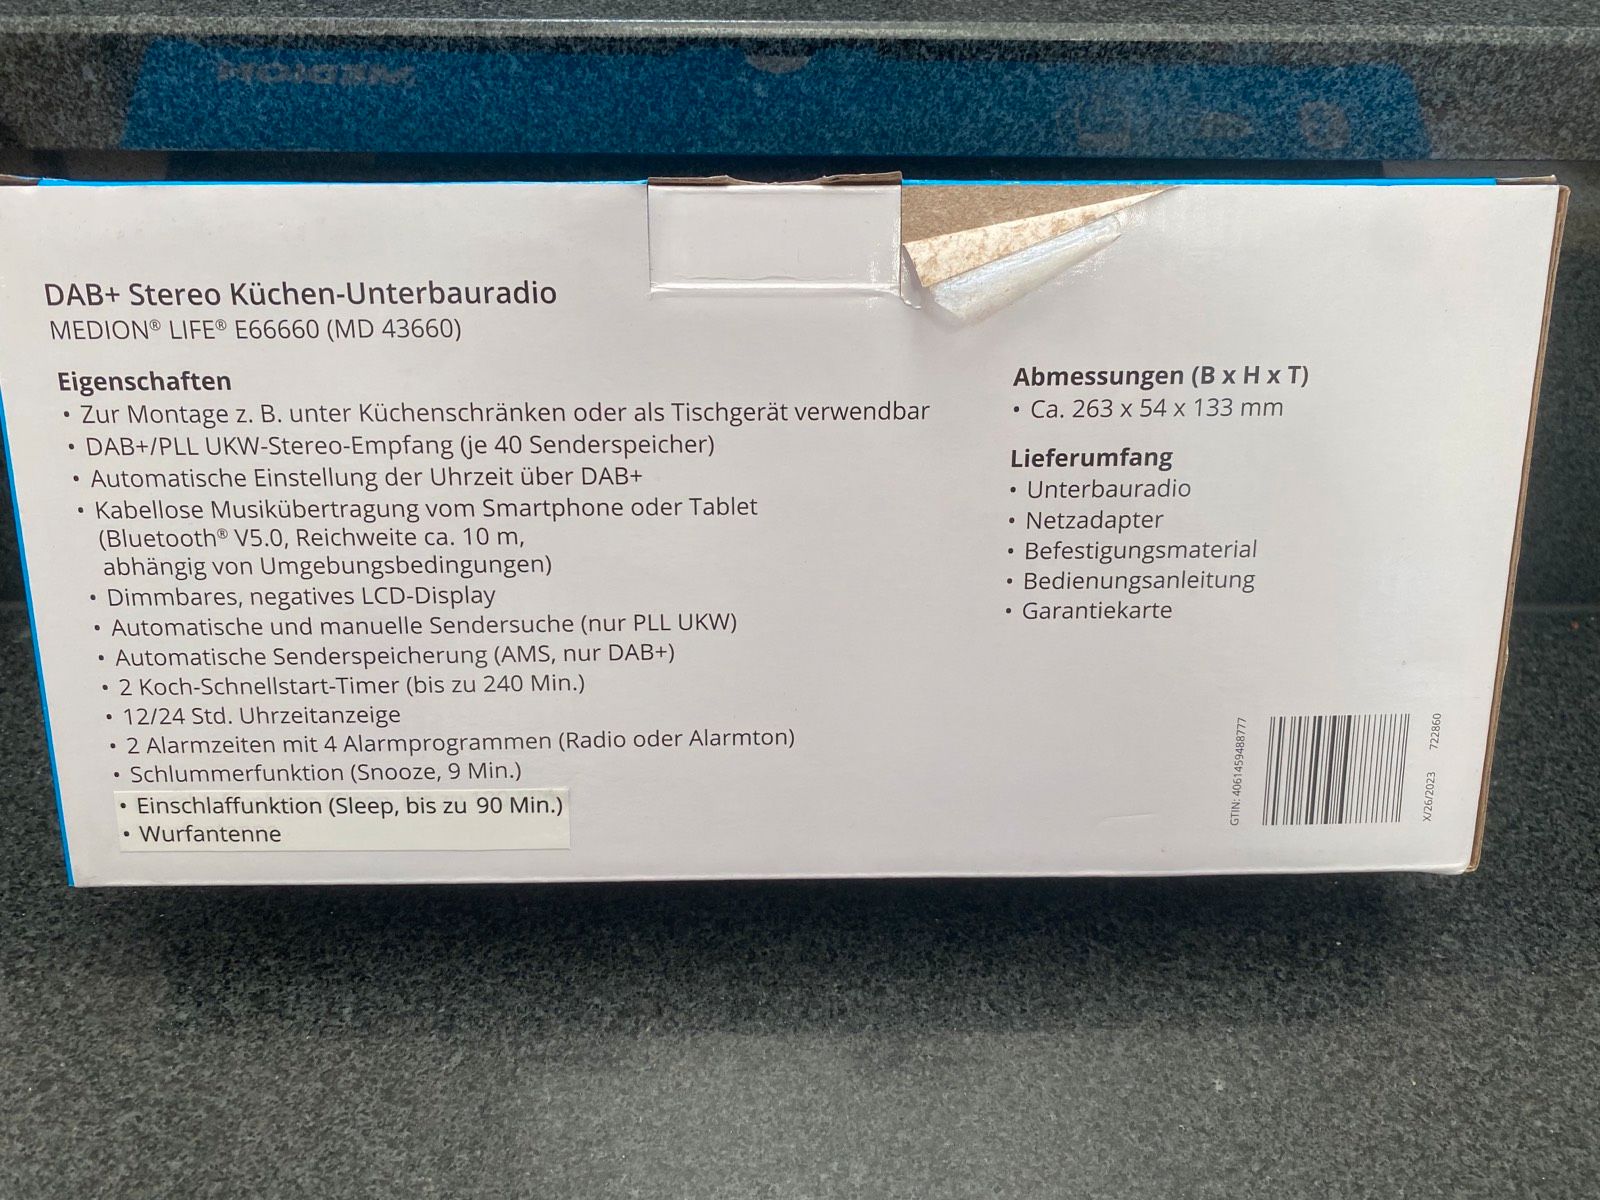 MEDION
DAB+ Stereo Küchen-Unterbauradio
MEDION® LIFE® E66660 (MD 43660)
Eigenschaften
• Zur Montage z. B. unter Küchenschränken oder als Tischgerät verwendbar
• DAB+/PLL UKW-Stereo-Empfang (je 40 Senderspeicher)
• Automatische Einstellung der Uhrzeit über DAB+
• Kabellose Musikübertragung vom Smartphone oder Tablet
(Bluetooth® V5.0, Reichweite ca. 10 m,
abhängig von Umgebungsbedingungen)
• Dimmbares, negatives LCD-Display
• Automatische und manuelle Sendersuche (nur PLL UKW)
• Automatische Senderspeicherung (AMS, nur DAB+)
• 2 Koch-Schnellstart-Timer (bis zu 240 Min.)
• 12/24 Std. Uhrzeitanzeige
• 2 Alarmzeiten mit 4 Alarmprogrammen (Radio oder Alarmton)
• Schlummerfunktion (Snooze, 9 Min.)
• Einschlaffunktion (Sleep, bis zu 90 Min.)
• Wurfantenne
Abmessungen (B x H x T)
• Ca. 263 x 54 x 133 mm
Lieferumfang
• Unterbauradio
• Netzadapter
• Befestigungsmaterial
• Bedienungsanleitung
• Garantiekarte
GTIN: 4061459488777
X/26/2023 722860